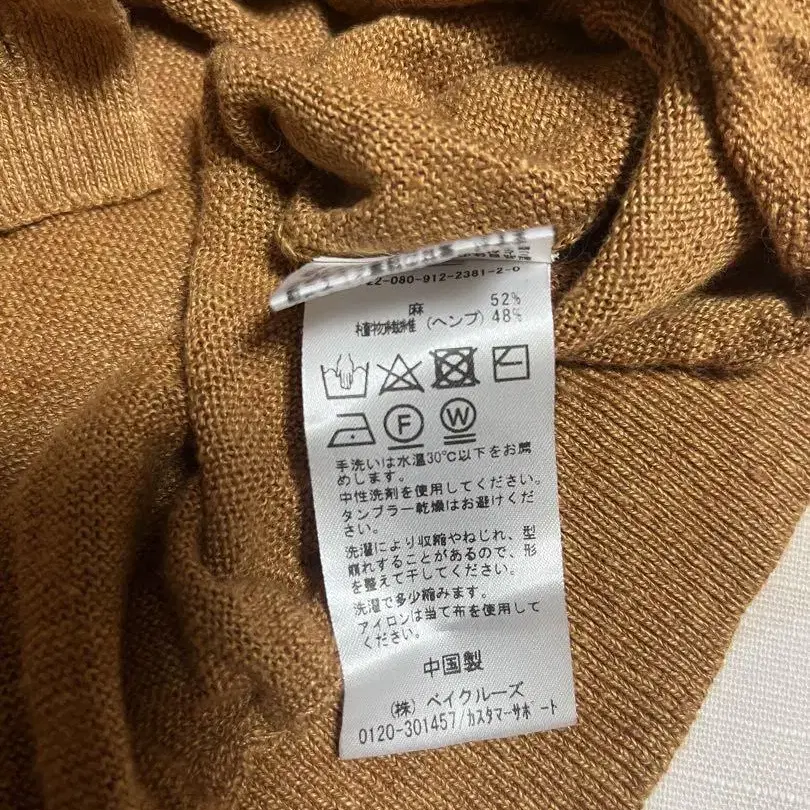 22-080-912-2381-2-0
麻 52%
植物繊維 (ヘンプ) 48%
F W
手洗いは水温30℃以下をお薦
めします。
中性洗剤を使用してください。
タンブラー乾燥はお避けくだ
さい。
洗濯により収縮やねじれ、型
崩れすることがあるので、形
を整えて干してください。
洗濯で多少縮みます。
アイロンは当て布を使用して
ください。
中国製
(株) ベイクルーズ
0120-301457/カスタマーサポート